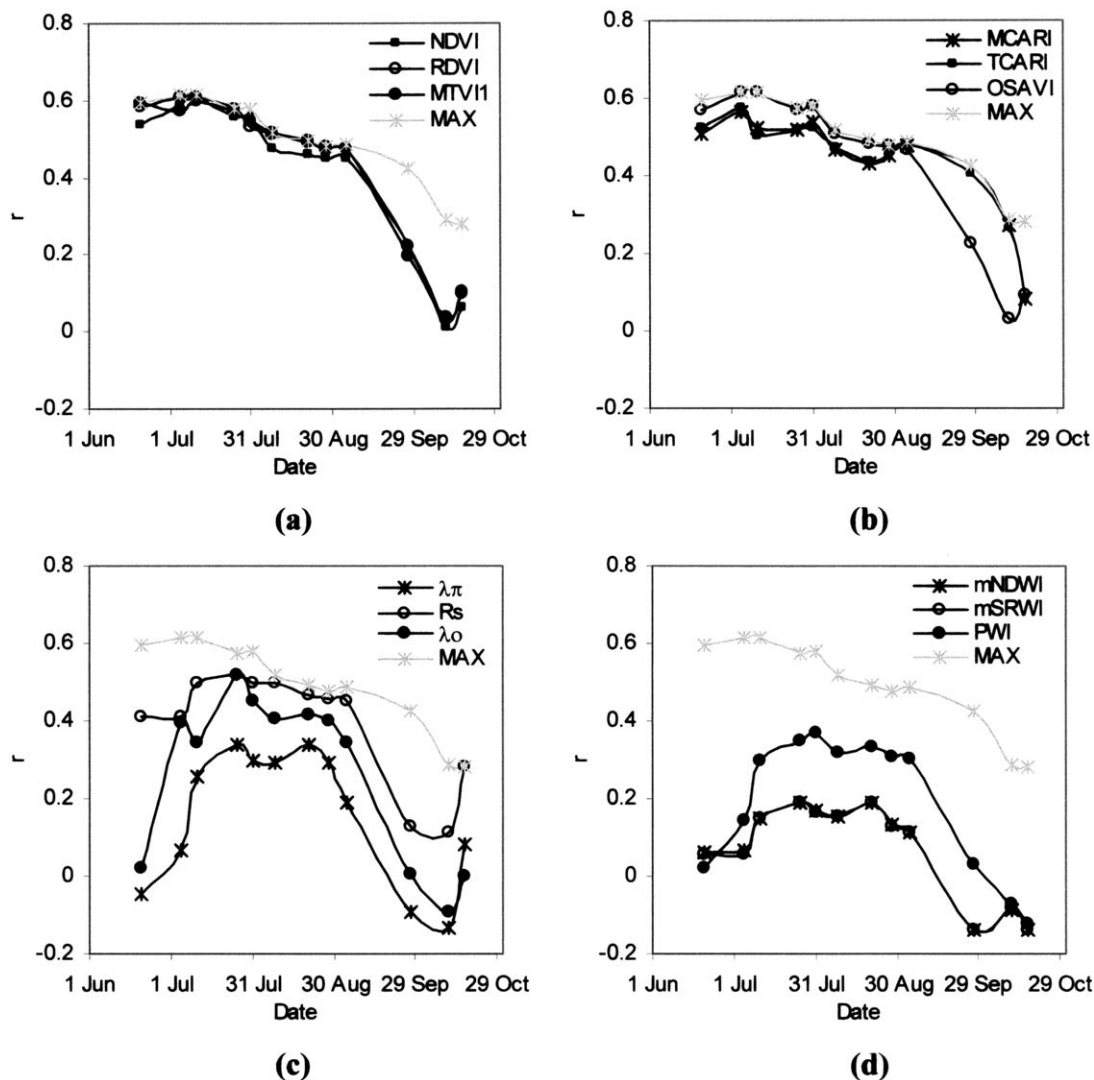 0.8
0.6
0.4
0.2
0
-0.2
r
NDVI
RDVI
MTVI1
MAX
1 Jun 1 Jul 31 Jul 30 Aug 29 Sep 29 Oct
Date
(a)
0.8
0.6
0.4
0.2
0
-0.2
r
MCARI
TCARI
OSAVI
MAX
1 Jun 1 Jul 31 Jul 30 Aug 29 Sep 29 Oct
Date
(b)
0.8
0.6
0.4
0.2
0
-0.2
r
λπ
Rs
λο
MAX
1 Jun 1 Jul 31 Jul 30 Aug 29 Sep 29 Oct
Date
(c)
0.8
0.6
0.4
0.2
0
-0.2
r
mNDWI
mSRWI
PWI
MAX
1 Jun 1 Jul 31 Jul 30 Aug 29 Sep 29 Oct
Date
(d)